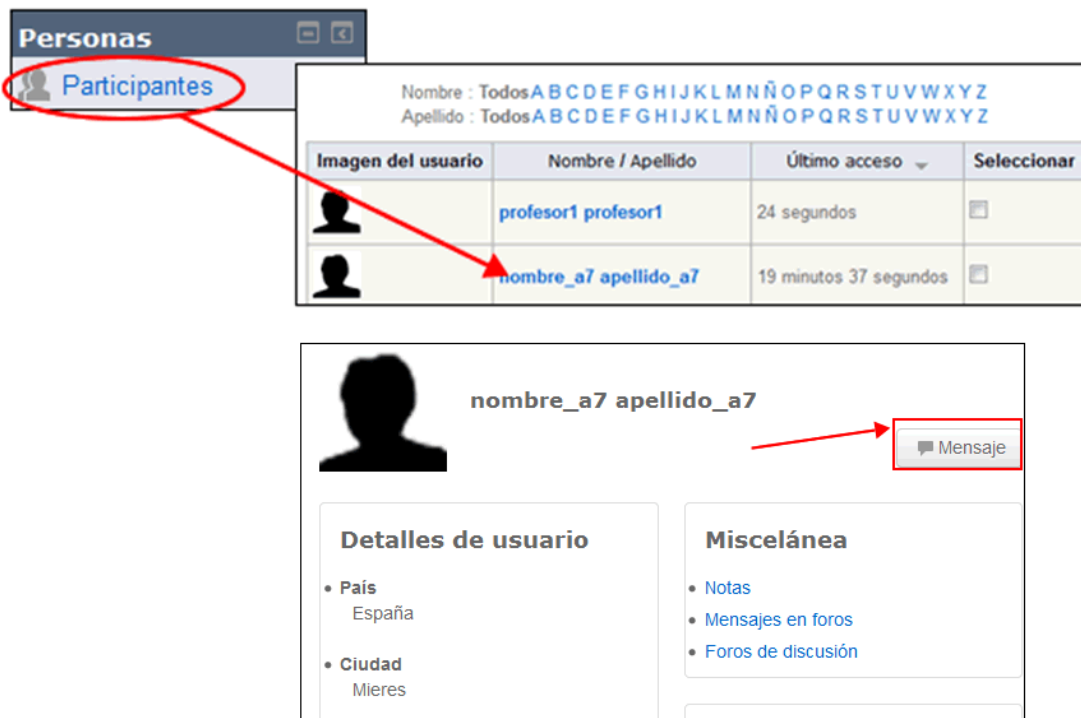 Personas
Participantes
Nombre : Todos A B C D E F G H I J K L M N Ñ O P Q R S T U V W X Y Z
Apellido : Todos A B C D E F G H I J K L M N Ñ O P Q R S T U V W X Y Z
Imagen del usuario Nombre / Apellido Último acceso Seleccionar
profesor1 profesor1 24 segundos
nombre_a7 apellido_a7 19 minutos 37 segundos
nombre_a7 apellido_a7
Mensaje
Detalles de usuario
• País
España
• Ciudad
Mieres
Miscelánea
• Notas
• Mensajes en foros
• Foros de discusión